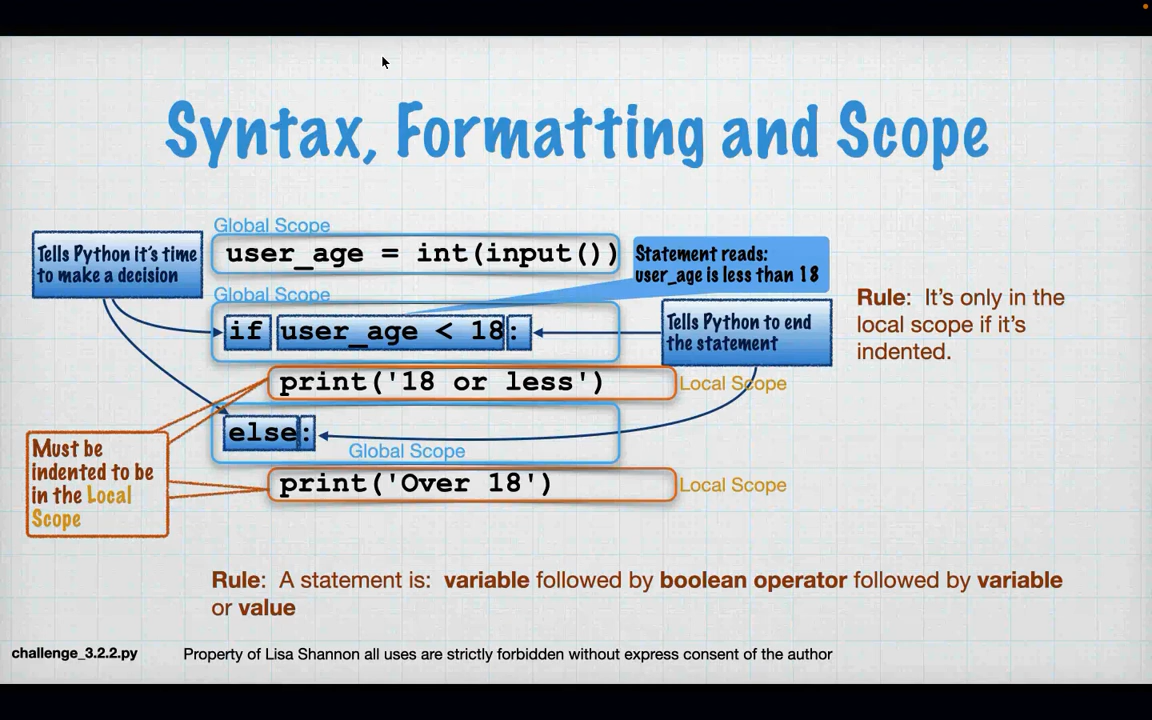 Syntax, Formatting and Scope
Global Scope
user_age = int(input())
Tells Python it's time
to make a decision
Statement reads:
user_age is less than 18
Global Scope
if user_age < 18:
Tells Python to end
the statement
Rule: It's only in the
local scope if it's
indented.
print('18 or less')
Local Scope
else:
Global Scope
Must be
indented to be
in the Local
Scope
print('Over 18')
Local Scope
Rule: A statement is: variable followed by boolean operator followed by variable
or value
challenge_3.2.2.py
Property of Lisa Shannon all uses are strictly forbidden without express consent of the author